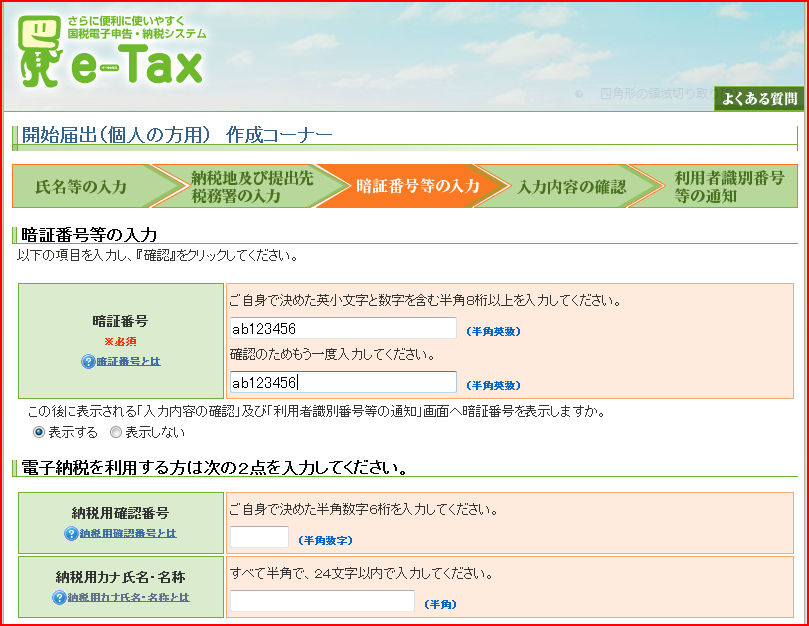 さらに便利に使いやすく
国税電子申告・納税システム
e-Tax
四角形の領域切り取り
よくある質問
開始届出(個人の方用) 作成コーナー
氏名等の入力
納税地及び提出先
税務署の入力
暗証番号等の入力
入力内容の確認
利用者識別番号
等の通知
暗証番号等の入力
以下の項目を入力し、『確認』をクリックしてください。
暗証番号
※必須
?暗証番号とは
ご自身で決めた英小文字と数字を含む半角8桁以上を入力してください。
ab123456 (半角英数)
確認のためもう一度入力してください。
ab123456 (半角英数)
この後に表示される「入力内容の確認」及び「利用者識別番号等の通知」画面へ暗証番号を表示しますか。
表示する 表示しない
電子納税を利用する方は次の2点を入力してください。
納税用確認番号
?納税用確認番号とは
ご自身で決めた半角数字6桁を入力してください。
(半角数字)
納税用カナ氏名・名称
?納税用カナ氏名・名称とは
すべて半角で、24文字以内で入力してください。
(半角)